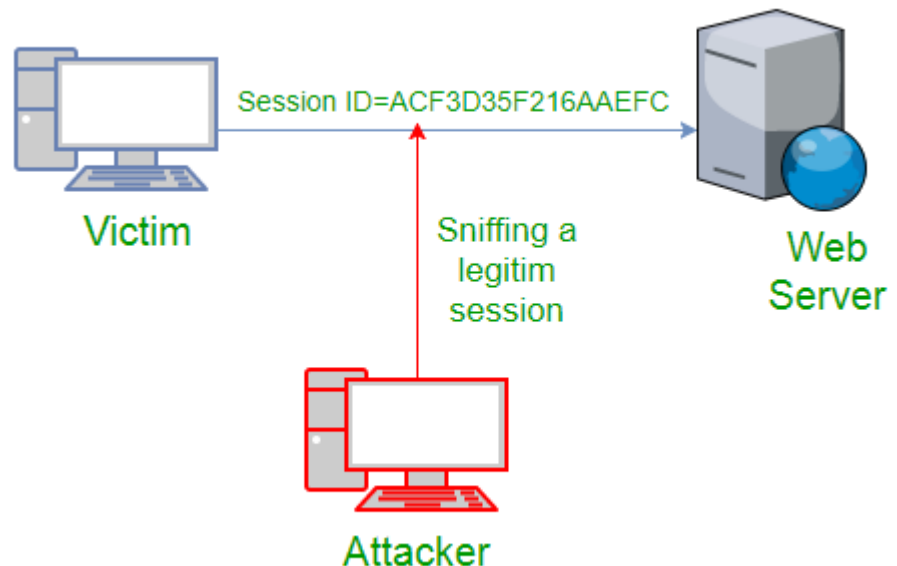 Session ID=ACF3D35F216AAEFC
Victim
Sniffing a
legitim
session
Web
Server
Attacker